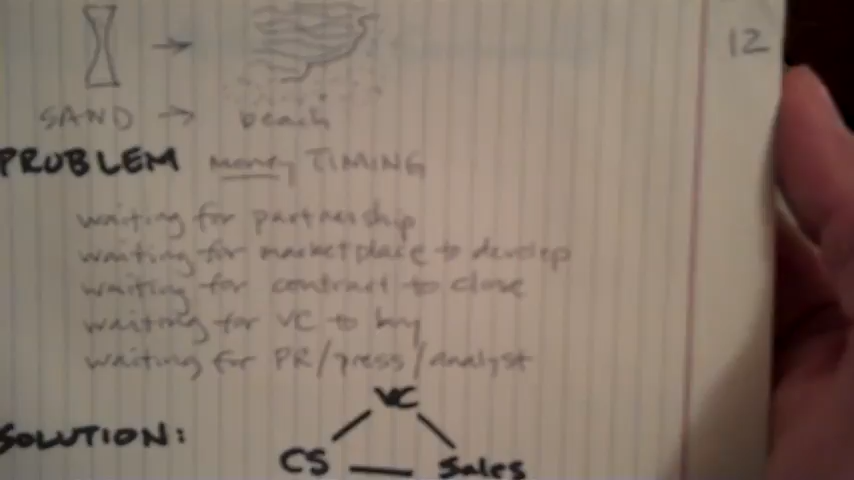 12
SAND → beach
PROBLEM money, TIMING
waiting for partnership
waiting for marketplace to develop
waiting for contract to close
waiting for VC to buy
waiting for PR/press/analyst
VC
SOLUTION:
CS — Sales